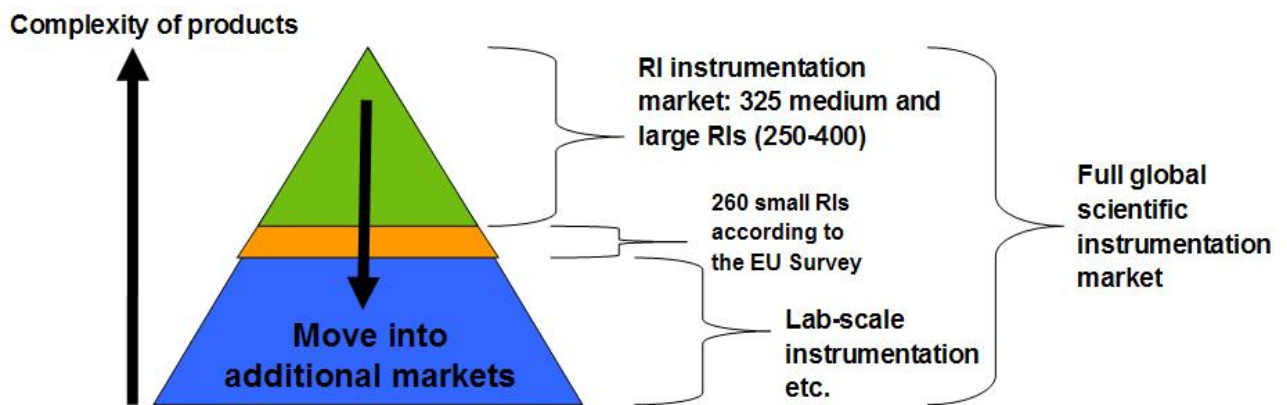 Complexity of products
RI instrumentation
market: 325 medium and
large RIs (250-400)
260 small RIs
according to
the EU Survey
Full global
scientific
instrumentation
market
Move into
additional markets
Lab-scale
instrumentation
etc.